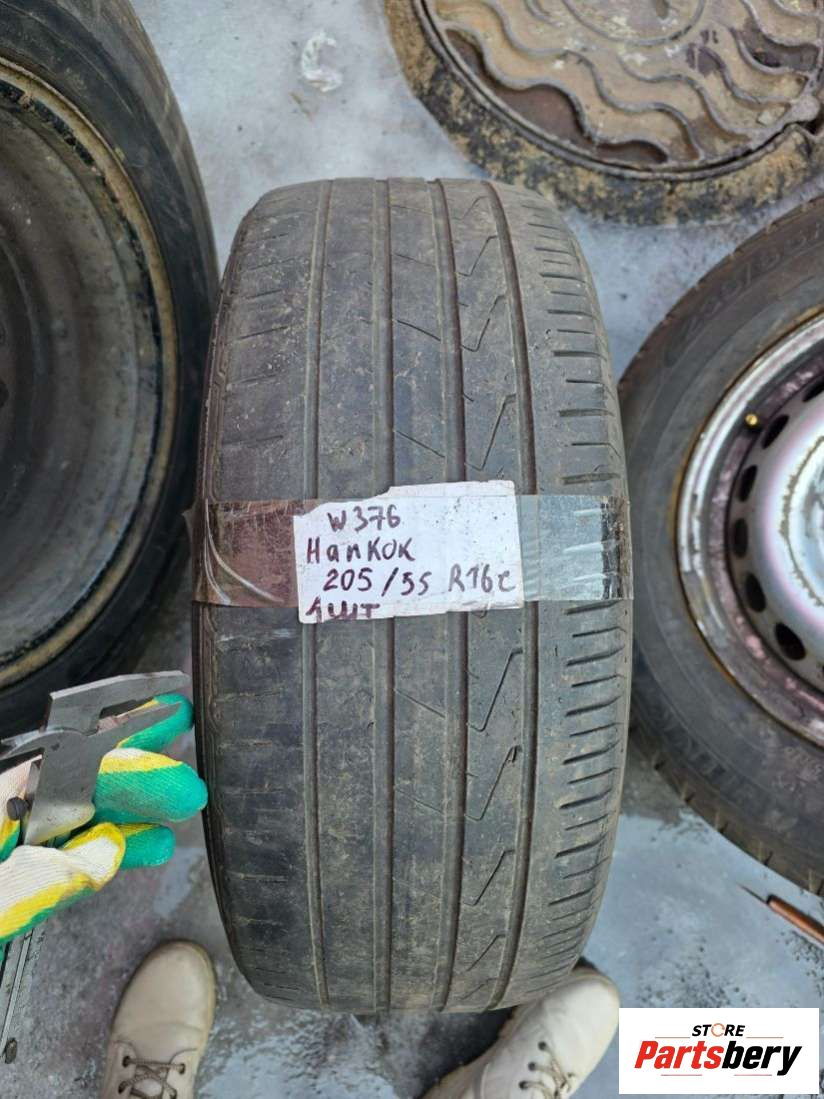 W376
HanKOK
205/55 R16C
1шт
STORE
Partsbery